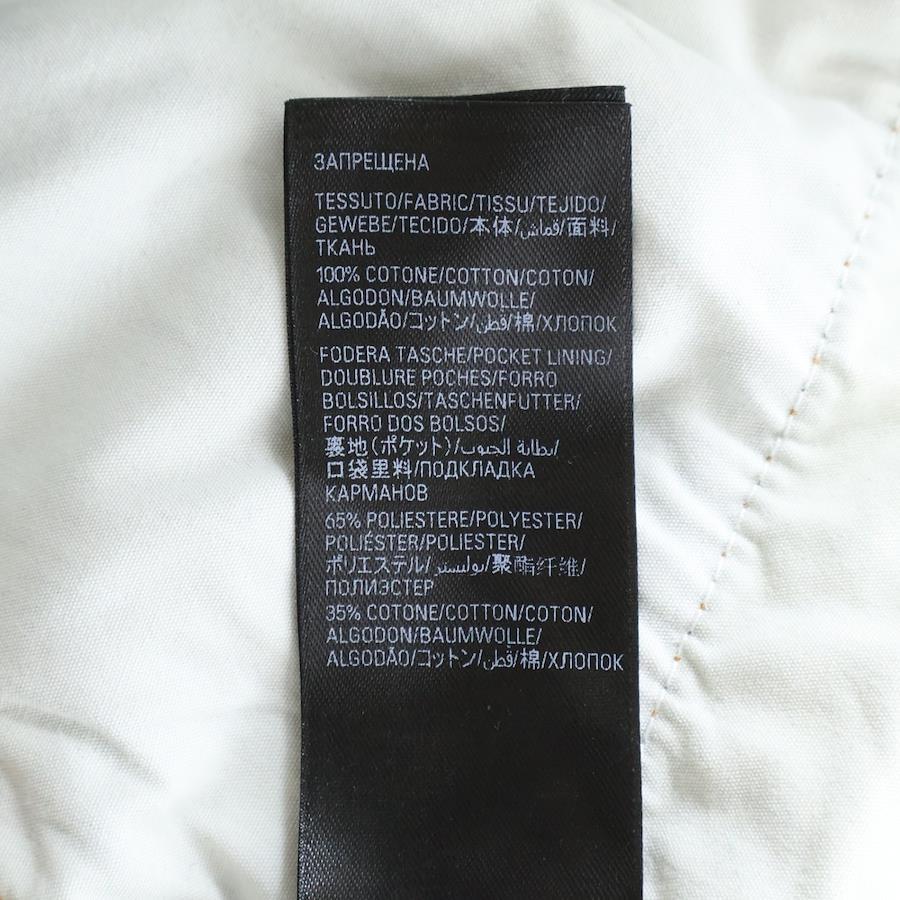 ЗАПРЕЩЕНА
TESSUTO/FABRIC/TISSU/TEJIDO/
GEWEBE/TECIDO/本体/قماش/面料/
ТКАНЬ
100% COTONE/COTTON/COTON/
ALGODON/BAUMWOLLE/
ALGODÃO/コットン/قطن/棉/ХЛОПОК
FODERA TASCHE/POCKET LINING/
DOUBLURE POCHES/FORRO
BOLSILLOS/TASCHENFUTTER/
FORRO DOS BOLSOS/
裏地(ポケット)/بطانة الجيوب/
口袋里料/ПОДКЛАДКА
КАРМАНОВ
65% POLIESTERE/POLYESTER/
POLIÉSTER/POLIESTER/
ポリエステル/بوليستر/聚酯纤维/
ПОЛИЭСТЕР
35% COTONE/COTTON/COTON/
ALGODON/BAUMWOLLE/
ALGODÃO/コットン/قطن/棉/ХЛОПОК